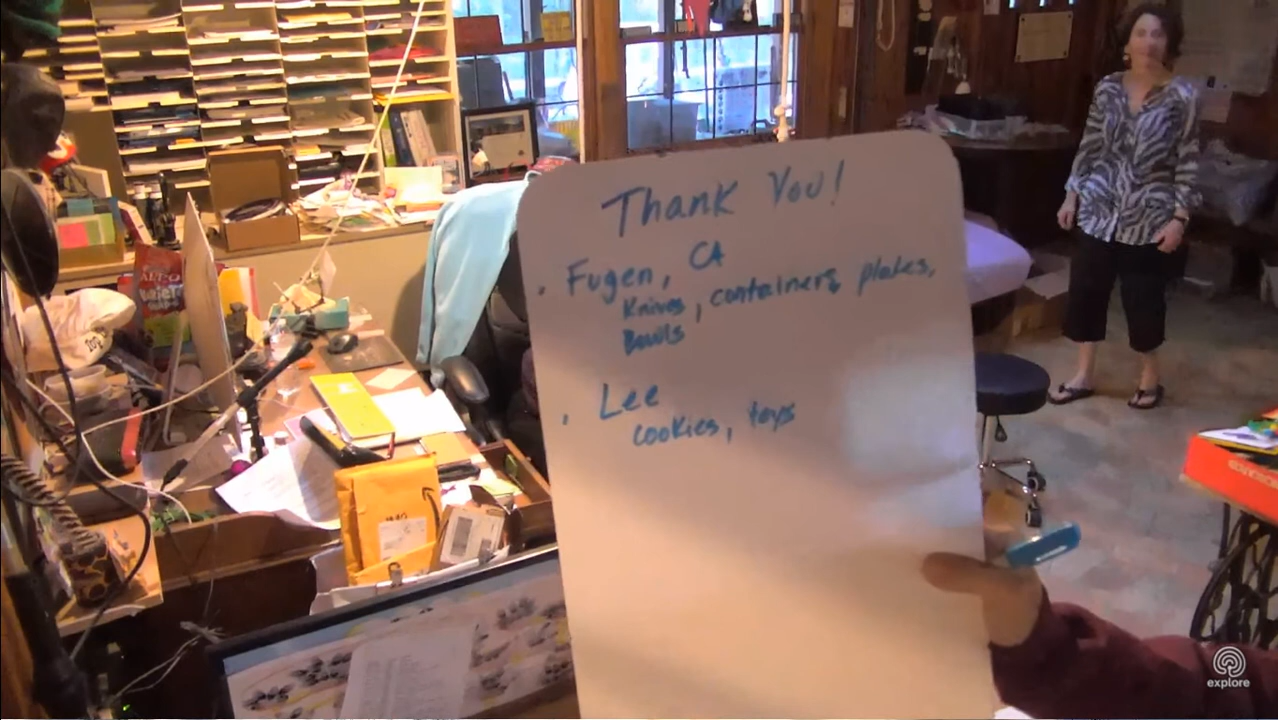 Thank You!
. Fugen, CA
Knives, containers, plates,
Bowls
. Lee
cookies, toys
explore